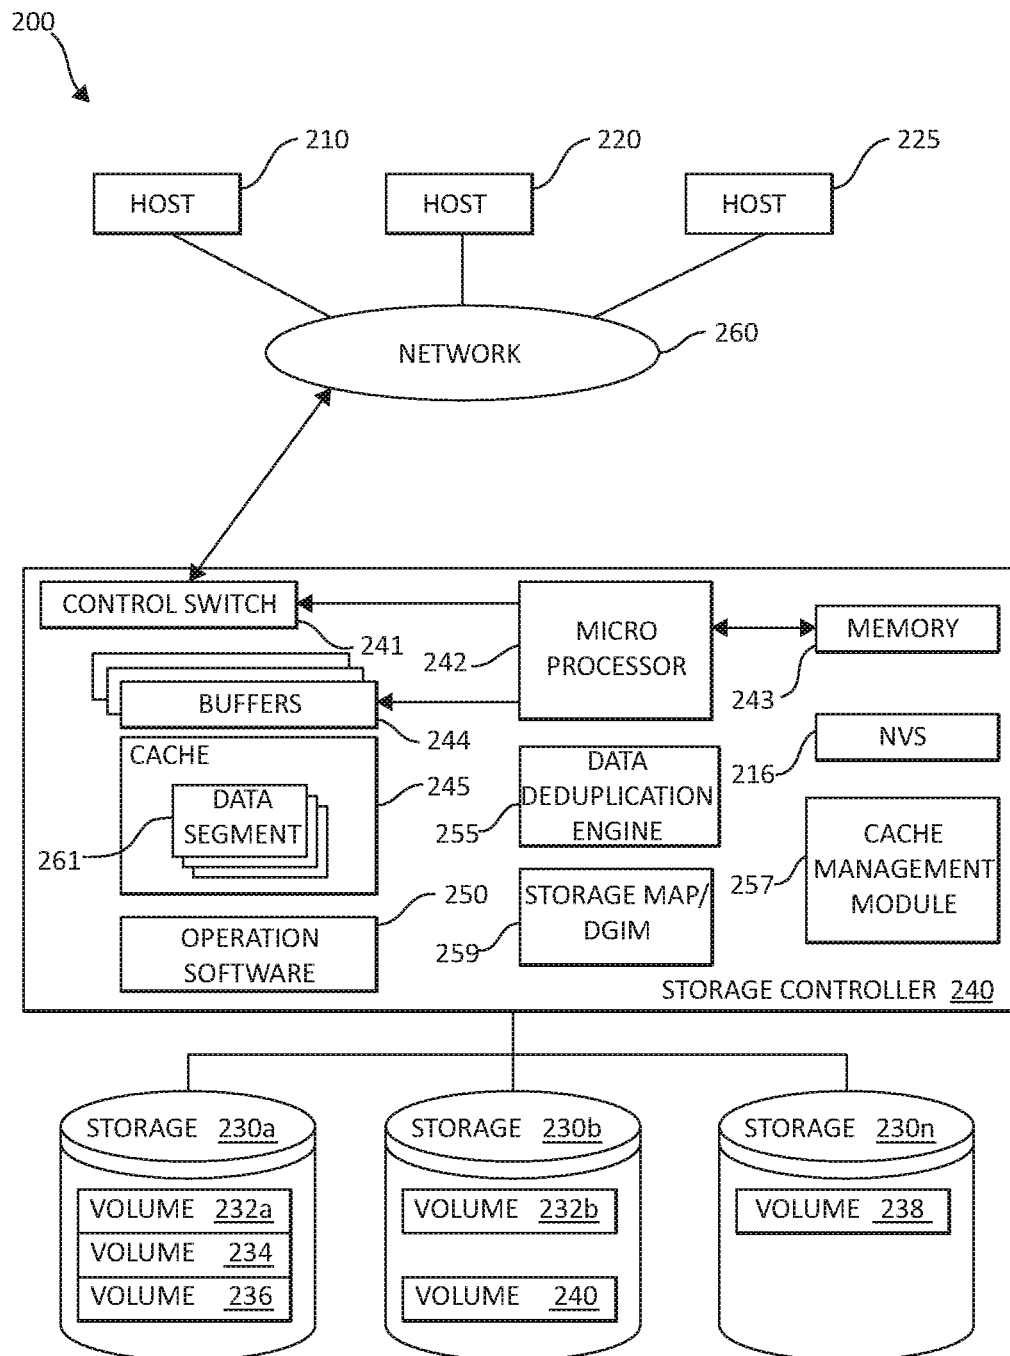 200
210
220
225
HOST
HOST
HOST
NETWORK
260
CONTROL SWITCH
241
MICRO
PROCESSOR
242
MEMORY
243
BUFFERS
244
NVS
216
CACHE
245
DATA
SEGMENT
261
DATA
DEDUPLICATION
ENGINE
255
CACHE
MANAGEMENT
MODULE
257
OPERATION
SOFTWARE
250
STORAGE MAP/
DGIM
259
STORAGE CONTROLLER 240
STORAGE 230a
STORAGE 230b
STORAGE 230n
VOLUME 232a
VOLUME 234
VOLUME 236
VOLUME 232b
VOLUME 240
VOLUME 238